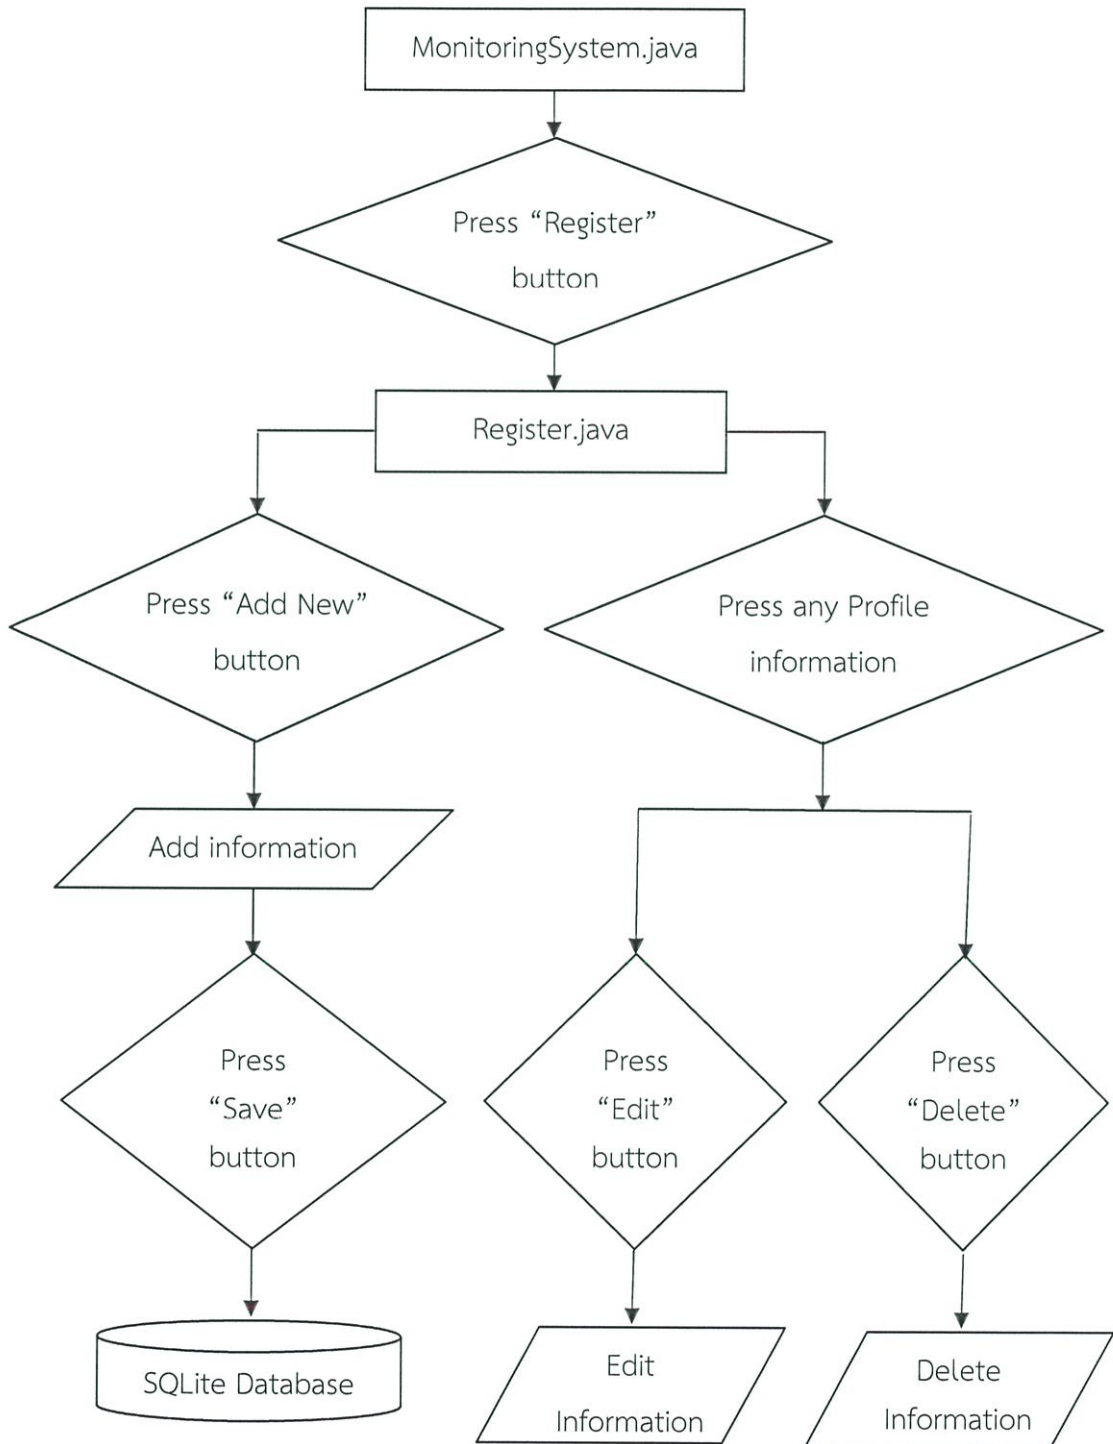 MonitoringSystem.java
Press “Register”
button
Register.java
Press “Add New”
button
Press any Profile
information
Add information
Press
“Save”
button
Press
“Edit”
button
Press
“Delete”
button
SQLite Database
Edit
Information
Delete
Information